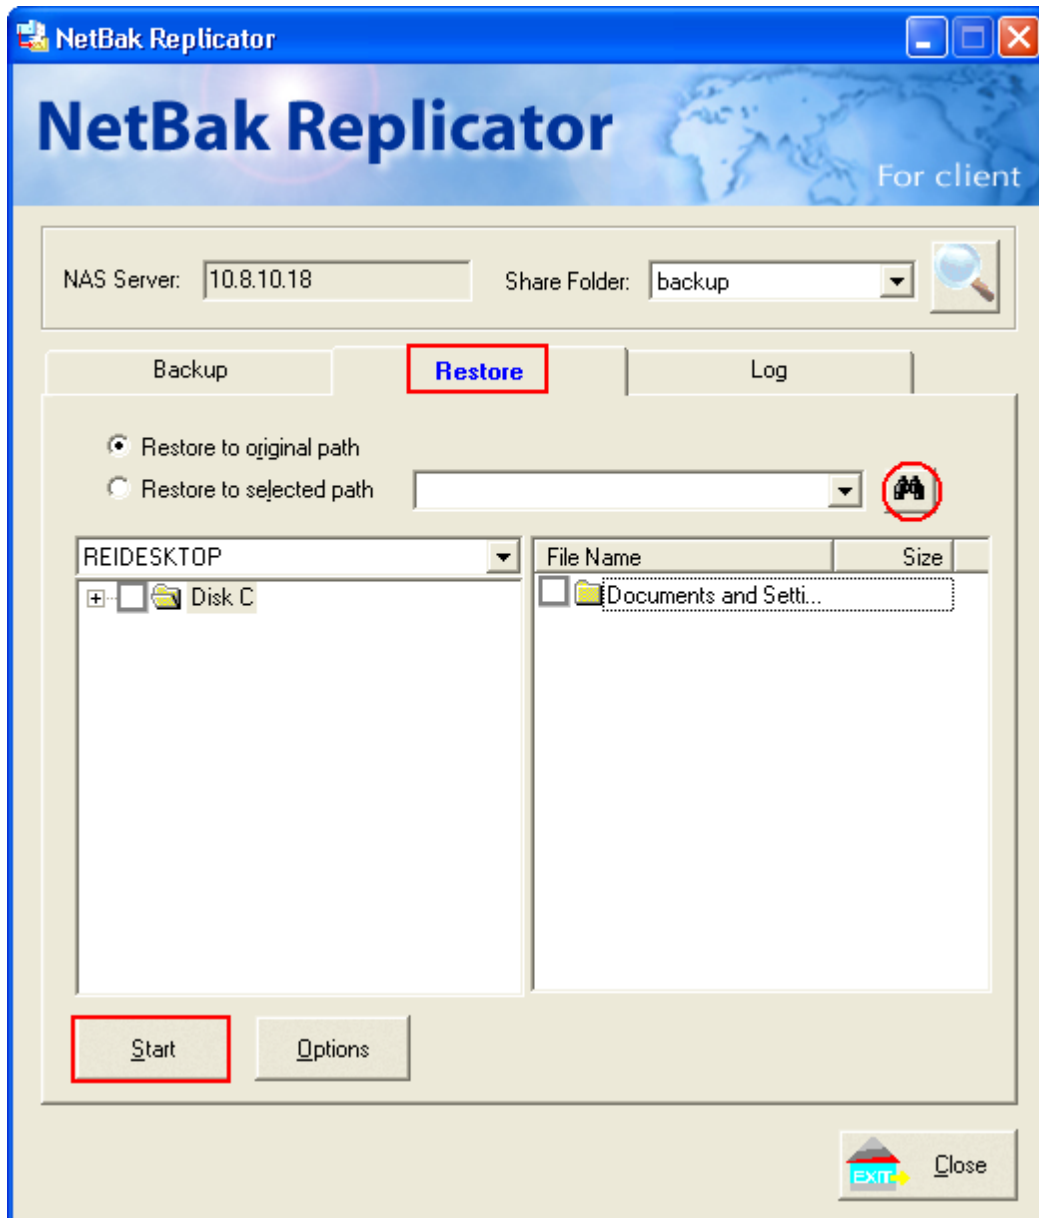 NetBak Replicator
NetBak Replicator
For client
NAS Server: 10.8.10.18 Share Folder: backup
Backup Restore Log
Restore to original path
Restore to selected path
REIDESKTOP File Name Size
Disk C Documents and Setti...
Start Options
EXIT Close